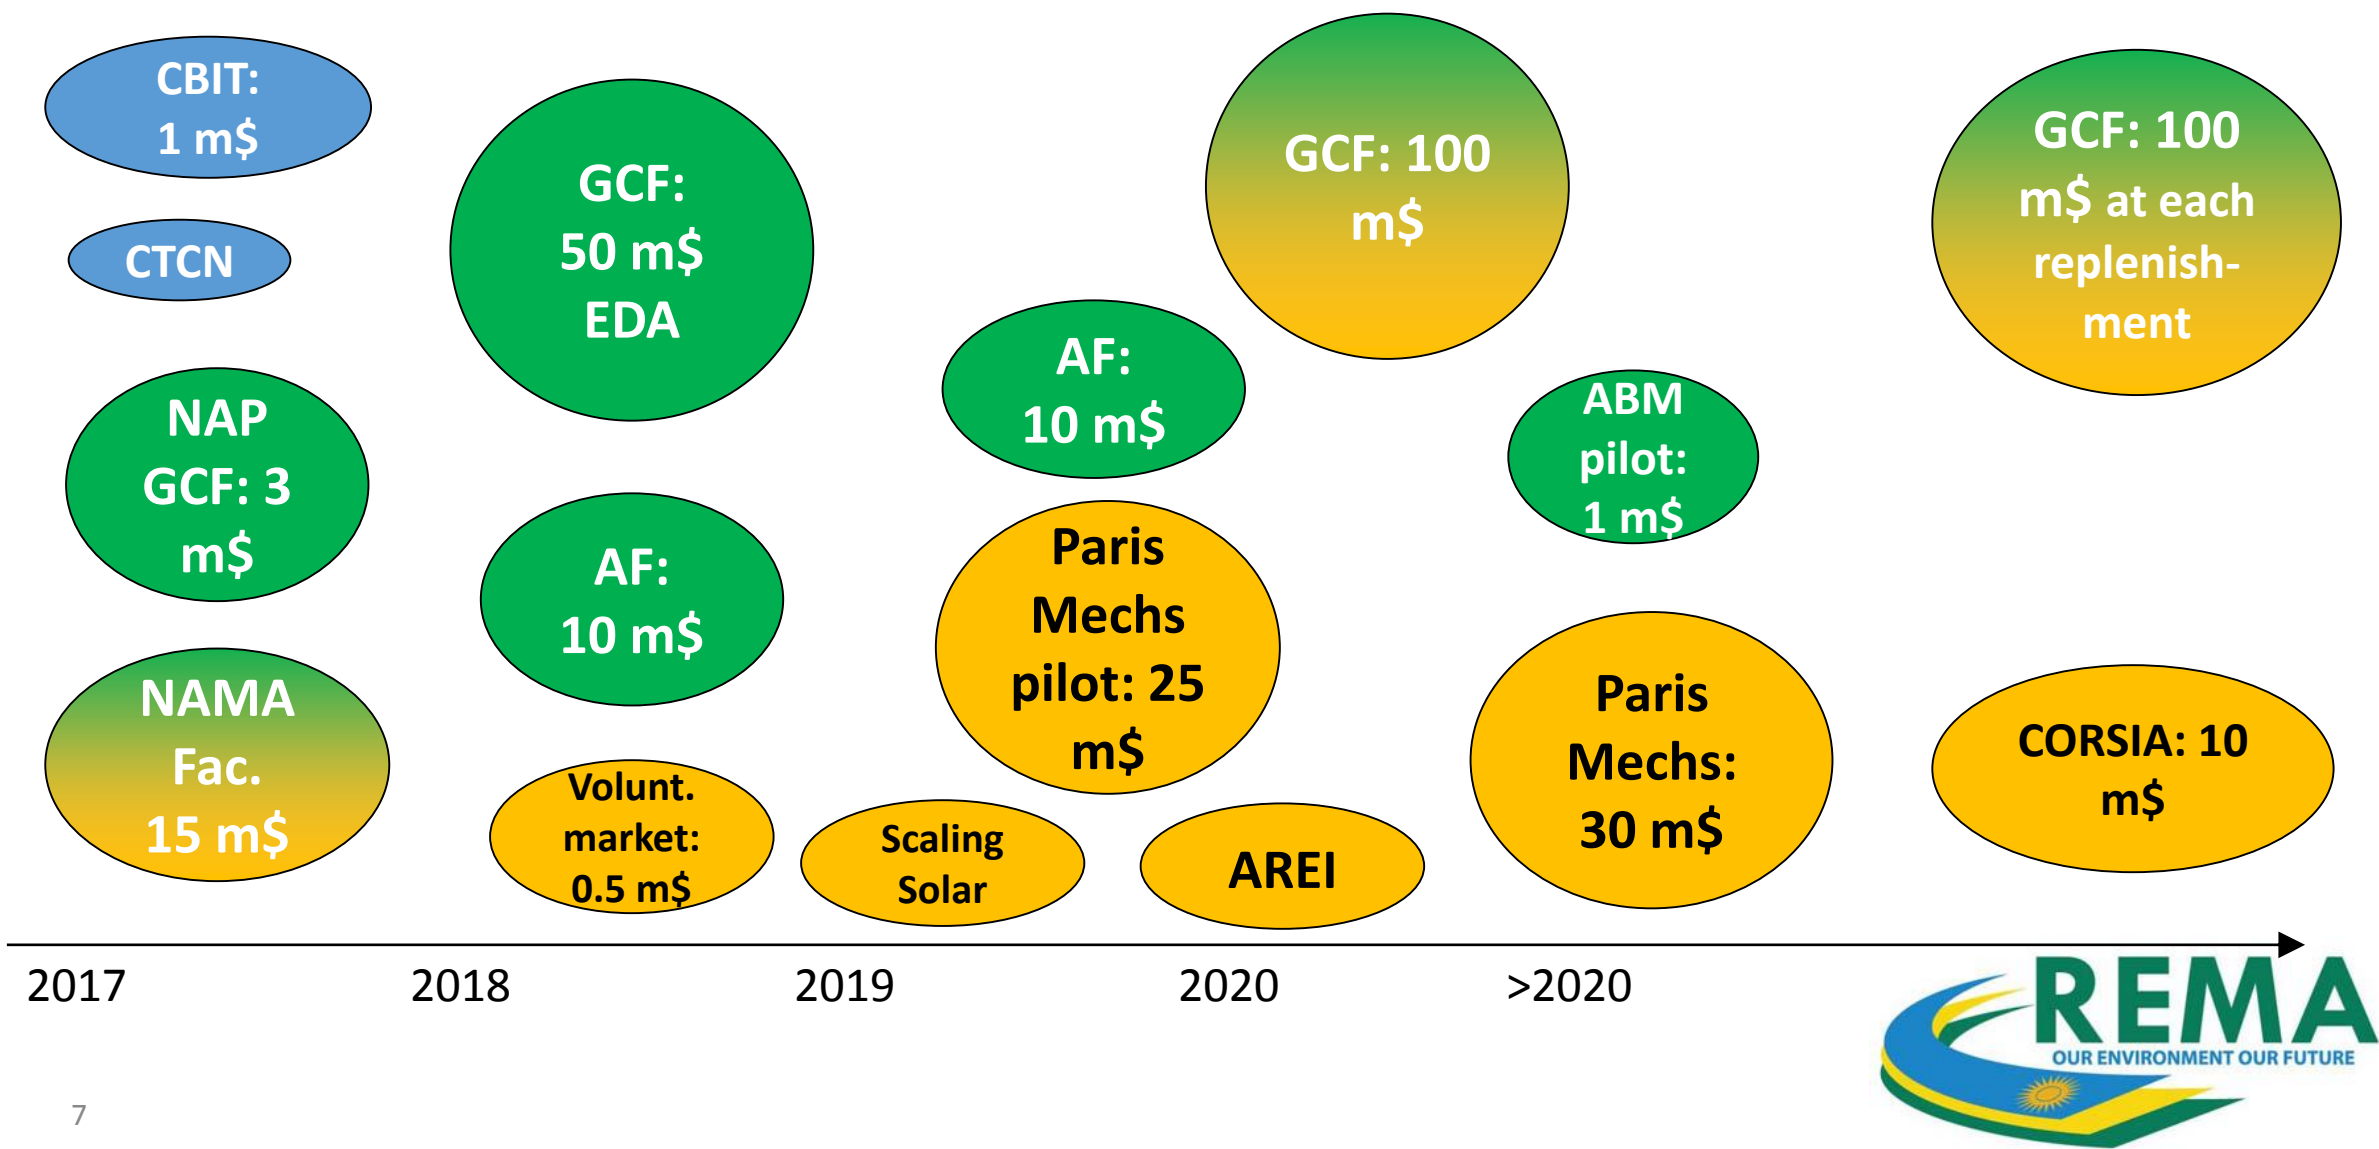 CBIT:
1 m$
CTCN
NAP
GCF: 3
m$
NAMA
Fac.
15 m$
GCF:
50 m$
EDA
AF:
10 m$
Volunt.
market:
0.5 m$
Scaling
Solar
AF:
10 m$
Paris
Mechs
pilot: 25
m$
AREI
GCF: 100
m$
ABM
pilot:
1 m$
Paris
Mechs:
30 m$
GCF: 100
m$ at each
replenish-
ment
CORSIA: 10
m$
2017 2018 2019 2020 >2020
REMA
OUR ENVIRONMENT OUR FUTURE
7